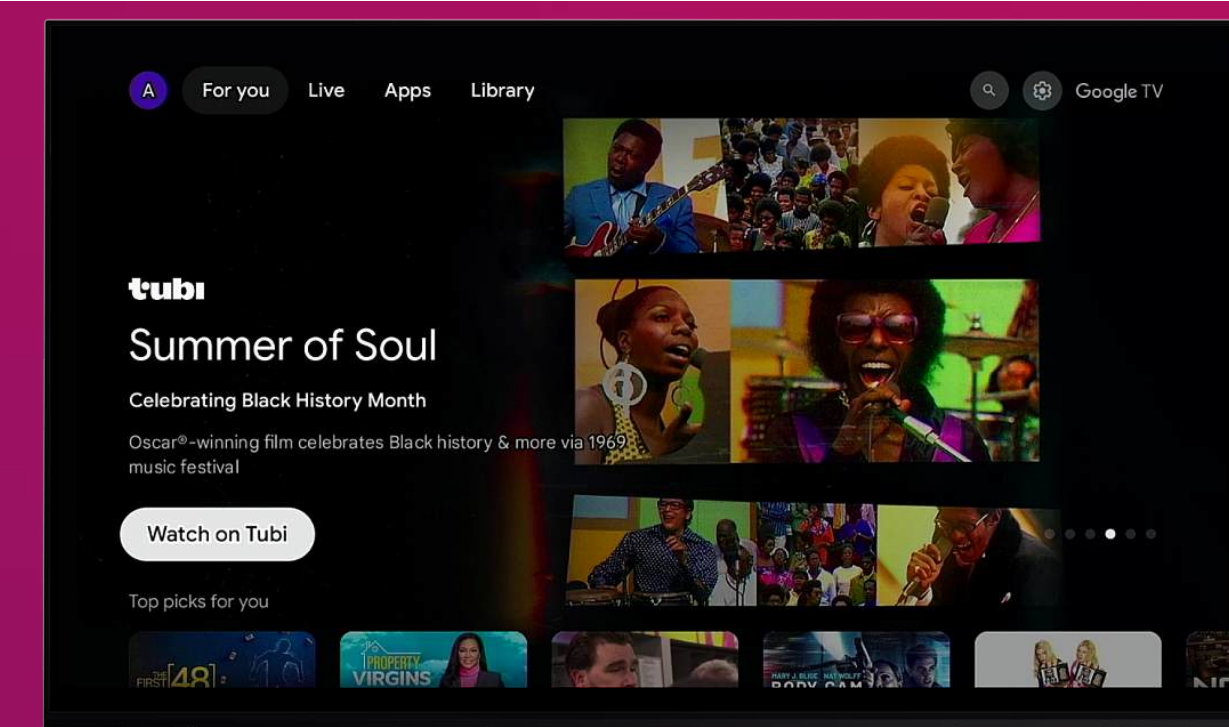 A
For you
Live
Apps
Library
Google TV
tubi
Summer of Soul
Celebrating Black History Month
Oscar®-winning film celebrates Black history & more via 1969
music festival
Watch on Tubi
Top picks for you
THE FIRST [48]
PROPERTY
VIRGINS
MARY J. BLIGE NAT WOLFF
BODY CAM
NO